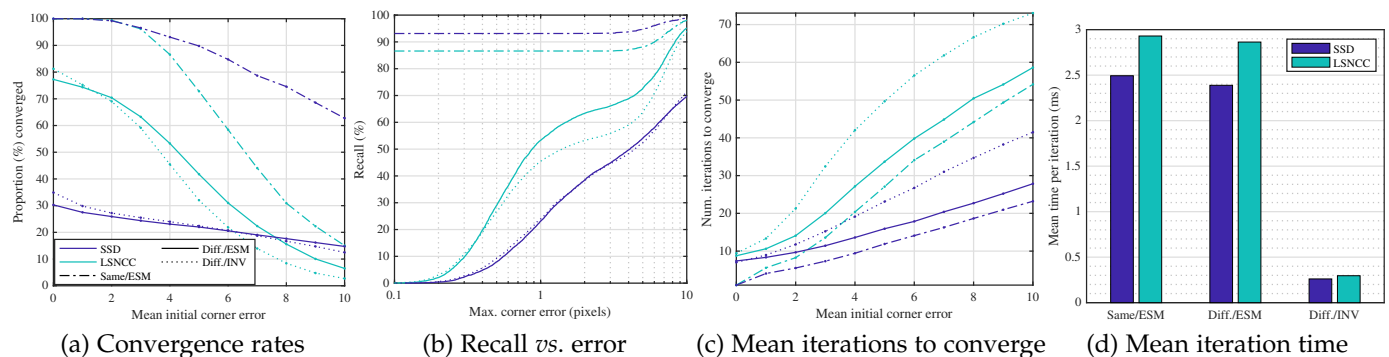 100
90
80
70
60
50
40
30
20
10
0
Proportion (%) converged
0 2 4 6 8 10
Mean initial corner error
SSD
LSNCC
Same/ESM
Diff./ESM
Diff./INV
(a) Convergence rates
100
90
80
70
60
50
40
30
20
10
0
Recall (%)
0.1 1 10
Max. corner error (pixels)
(b) Recall vs. error
70
60
50
40
30
20
10
0
Num. iterations to converge
0 2 4 6 8 10
Mean initial corner error
(c) Mean iterations to converge
3
2.5
2
1.5
1
0.5
0
Mean time per iteration (ms)
SSD
LSNCC
Same/ESM Diff./ESM Diff./INV
(d) Mean iteration time